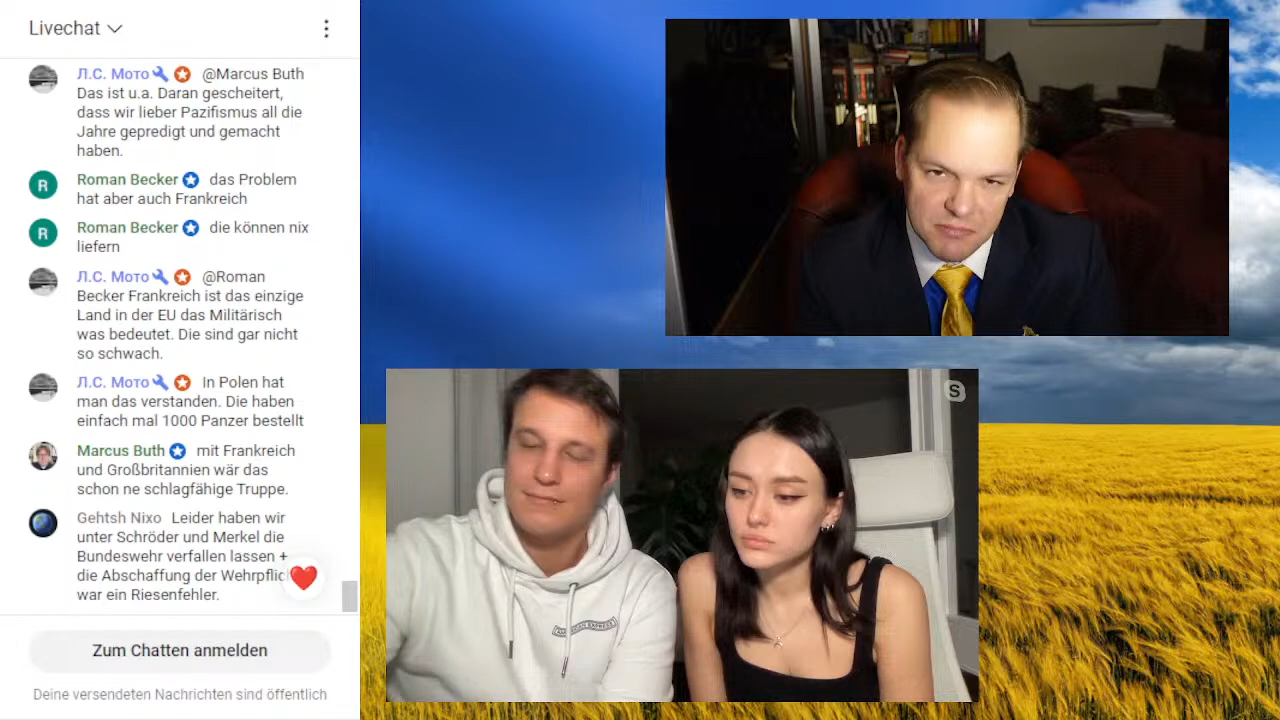 Livechat
Л.С. Мото @Marcus Buth
Das ist u.a. Daran gescheitert,
dass wir lieber Pazifismus all die
Jahre gepredigt und gemacht
haben.
R
Roman Becker das Problem
hat aber auch Frankreich
R
Roman Becker die können nix
liefern
Л.С. Мото @Roman
Becker Frankreich ist das einzige
Land in der EU das Militärisch
was bedeutet. Die sind gar nicht
so schwach.
Л.С. Мото In Polen hat
man das verstanden. Die haben
einfach mal 1000 Panzer bestellt
Marcus Buth mit Frankreich
und Großbritannien wär das
schon ne schlagfähige Truppe.
Gehtsh Nixo Leider haben wir
unter Schröder und Merkel die
Bundeswehr verfallen lassen +
die Abschaffung der Wehrpflic
war ein Riesenfehler.
Zum Chatten anmelden
Deine versendeten Nachrichten sind öffentlich
S